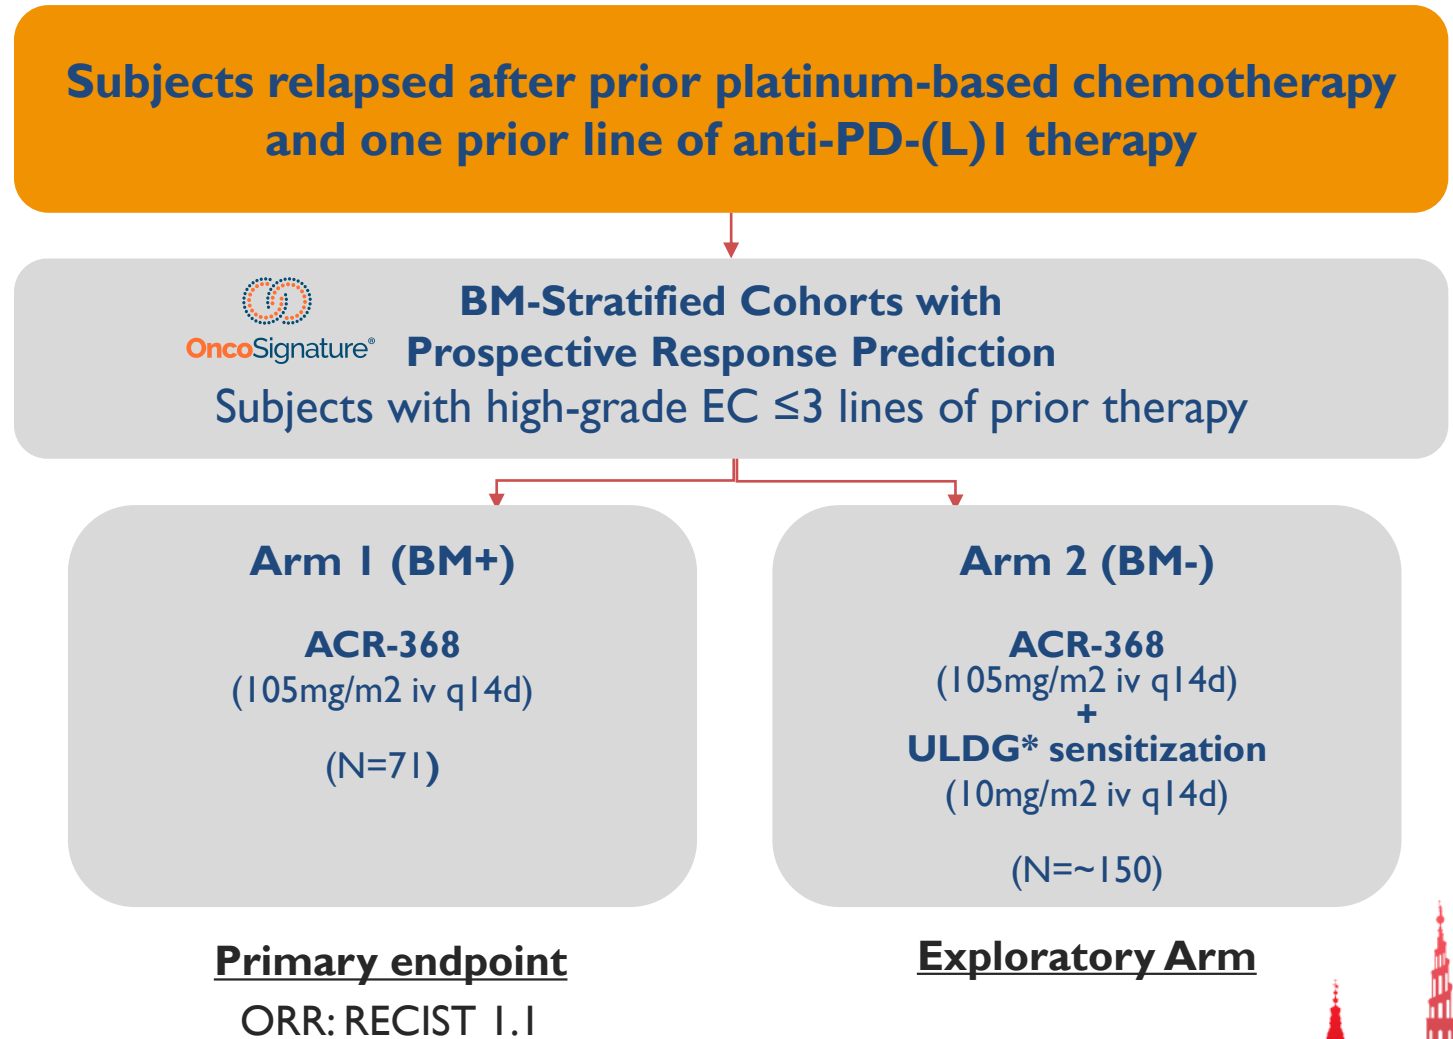 Subjects relapsed after prior platinum-based chemotherapy
and one prior line of anti-PD-(L)1 therapy
OncoSignature®
BM-Stratified Cohorts with
Prospective Response Prediction
Subjects with high-grade EC ≤3 lines of prior therapy
Arm 1 (BM+)
ACR-368
(105mg/m2 iv q14d)
(N=71)
Arm 2 (BM-)
ACR-368
(105mg/m2 iv q14d)
+
ULDG* sensitization
(10mg/m2 iv q14d)
(N=~150)
Primary endpoint
ORR: RECIST 1.1
Exploratory Arm